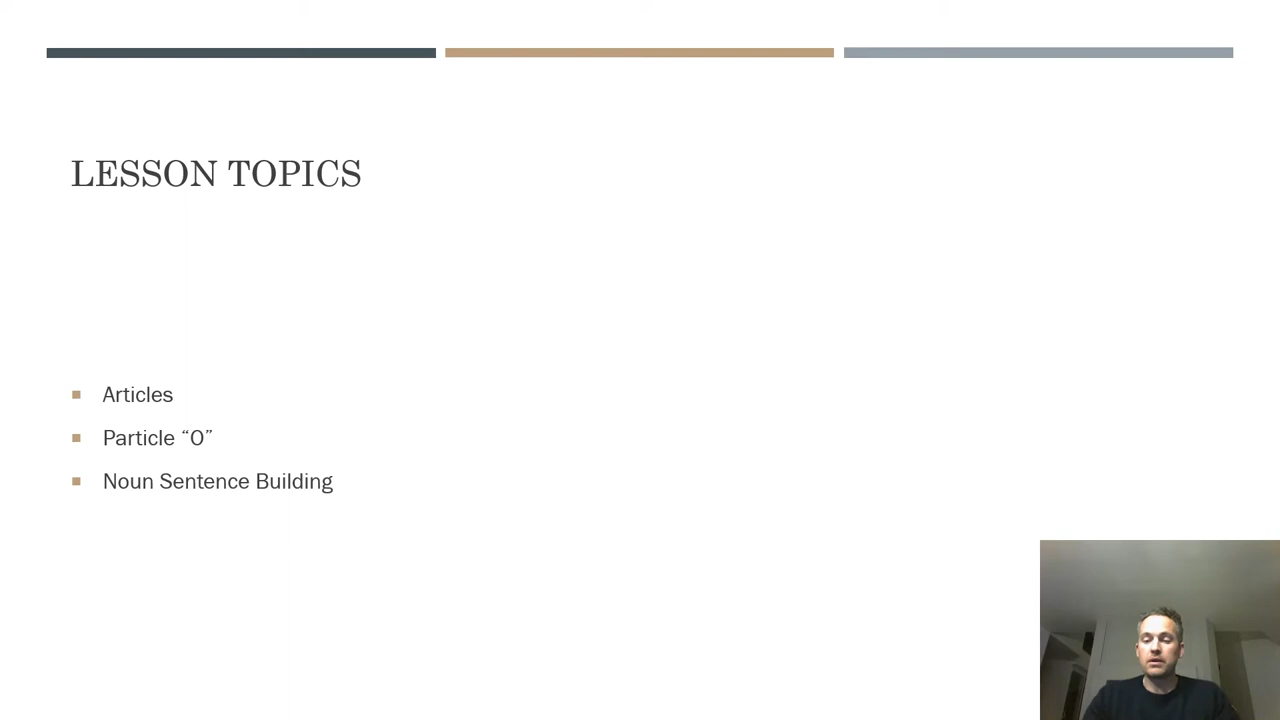 LESSON TOPICS
Articles
Particle “O”
Noun Sentence Building